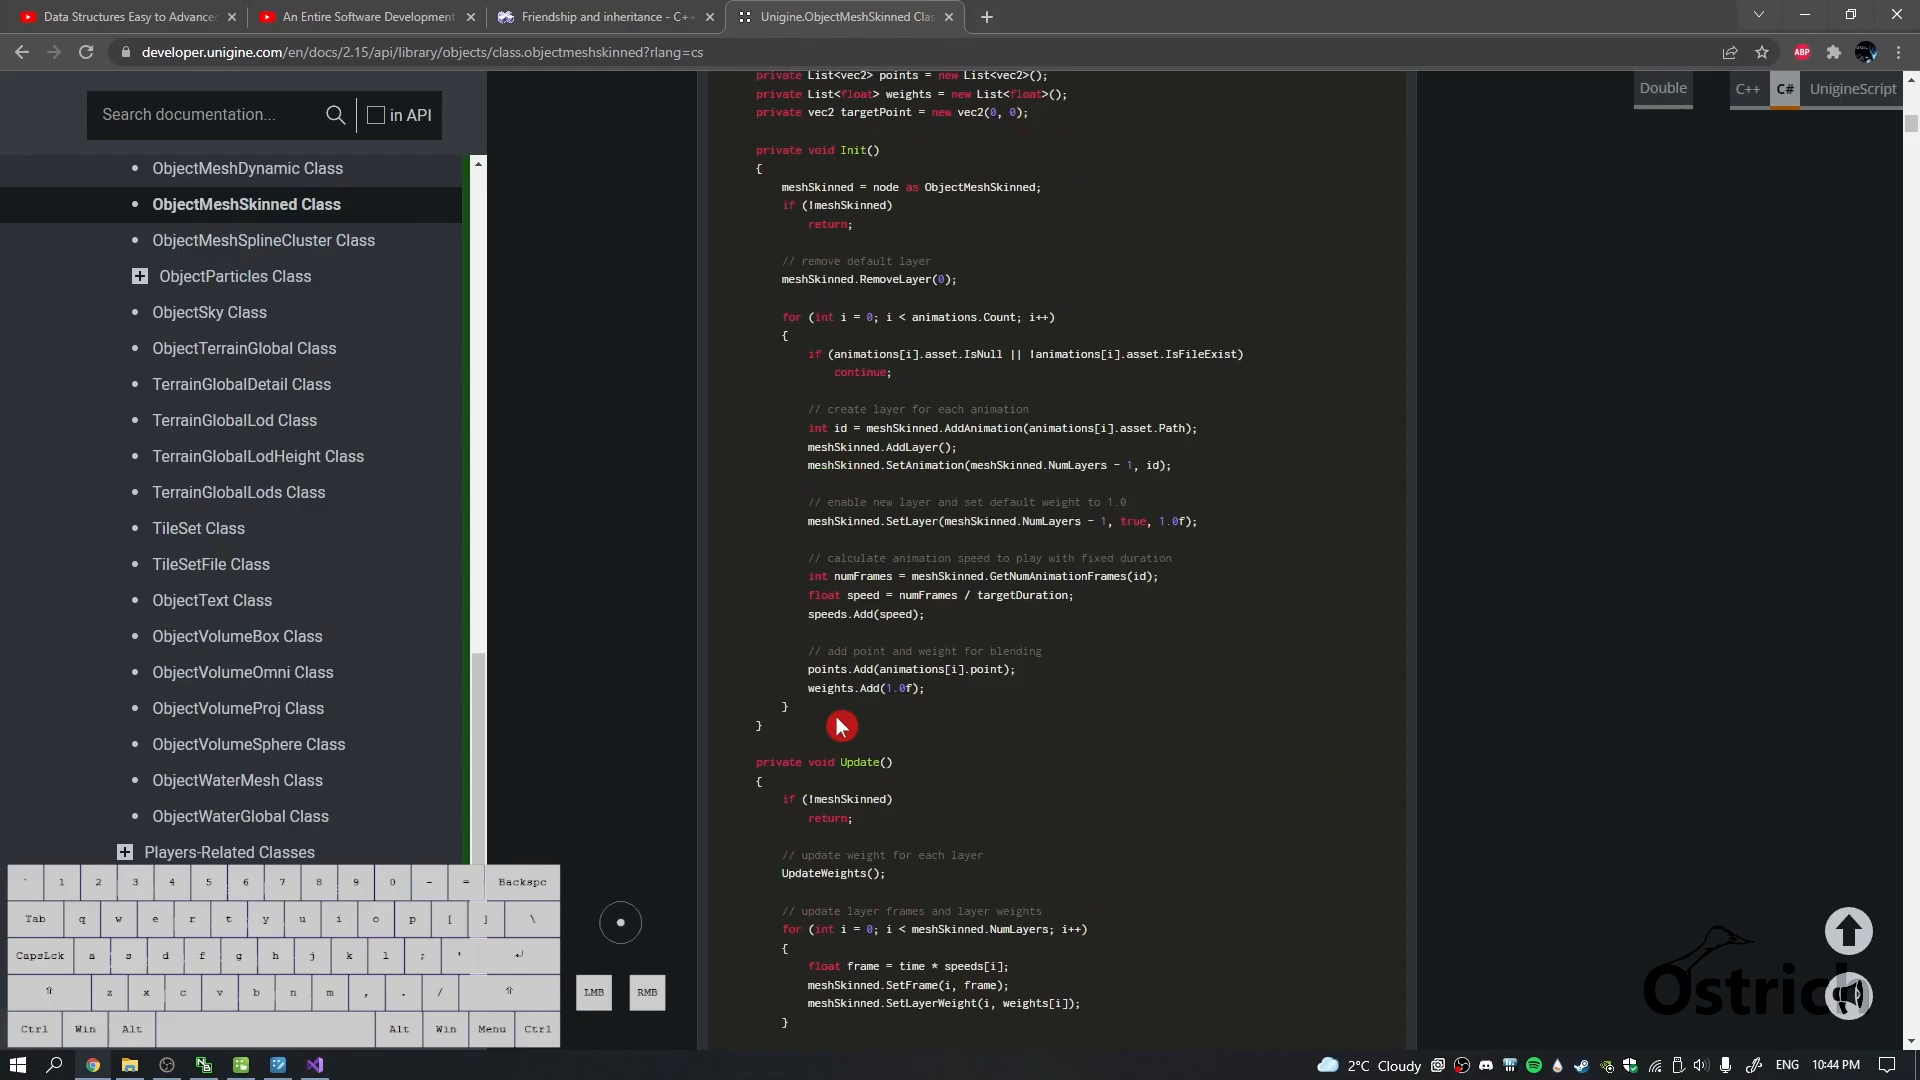 Data Structures Easy to Advanced
An Entire Software Development
Friendship and inheritance - C++
Unigine.ObjectMeshSkinned Clas
developer.unigine.com/en/docs/2.15/api/library/objects/class.objectmeshskinned?rlang=cs
ABP
Search documentation...
in API
Double
C++
C#
UnigineScript
ObjectMeshDynamic Class
ObjectMeshSkinned Class
ObjectMeshSplineCluster Class
ObjectParticles Class
ObjectSky Class
ObjectTerrainGlobal Class
TerrainGlobalDetail Class
TerrainGlobalLod Class
TerrainGlobalLodHeight Class
TerrainGlobalLods Class
TileSet Class
TileSetFile Class
ObjectText Class
ObjectVolumeBox Class
ObjectVolumeOmni Class
ObjectVolumeProj Class
ObjectVolumeSphere Class
ObjectWaterMesh Class
ObjectWaterGlobal Class
Players-Related Classes
private List<vec2> points = new List<vec2>();
private List<float> weights = new List<float>();
private vec2 targetPoint = new vec2(0, 0);
private void Init()
{
meshSkinned = node as ObjectMeshSkinned;
if (!meshSkinned)
return;
// remove default layer
meshSkinned.RemoveLayer(0);
for (int i = 0; i < animations.Count; i++)
{
if (animations[i].asset.IsNull || !animations[i].asset.IsFileExist)
continue;
// create layer for each animation
int id = meshSkinned.AddAnimation(animations[i].asset.Path);
meshSkinned.AddLayer();
meshSkinned.SetAnimation(meshSkinned.NumLayers - 1, id);
// enable new layer and set default weight to 1.0
meshSkinned.SetLayer(meshSkinned.NumLayers - 1, true, 1.0f);
// calculate animation speed to play with fixed duration
int numFrames = meshSkinned.GetNumAnimationFrames(id);
float speed = numFrames / targetDuration;
speeds.Add(speed);
// add point and weight for blending
points.Add(animations[i].point);
weights.Add(1.0f);
}
}
private void Update()
{
if (!meshSkinned)
return;
// update weight for each layer
UpdateWeights();
// update layer frames and layer weights
for (int i = 0; i < meshSkinned.NumLayers; i++)
{
float frame = time * speeds[i];
meshSkinned.SetFrame(i, frame);
meshSkinned.SetLayerWeight(i, weights[i]);
}
` 1 2 3 4 5 6 7 8 9 0 - = Backspc
Tab q w e r t y u i o p [ ] \
CapsLck a s d f g h j k l ; '
z x c v b n m , . /
Ctrl Win Alt Alt Win Menu Ctrl
LMB RMB
2°C Cloudy
ENG
10:44 PM